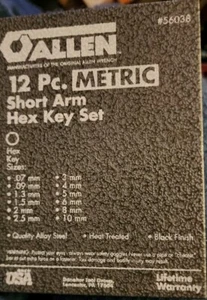 #56038
ALLEN
MANUFACTURERS OF THE ORIGINAL ALLEN WRENCH
12 Pc. METRIC
Short Arm
Hex Key Set
Hex
Key
Sizes:
• .07 mm • 3 mm
• .09 mm • 4 mm
• 1.3 mm • 5 mm
• 1.5 mm • 6 mm
• 2 mm • 8 mm
• 2.5 mm • 10 mm
• Quality Alloy Steel • Heat Treated • Black Finish
USA
Lifetime
Warranty